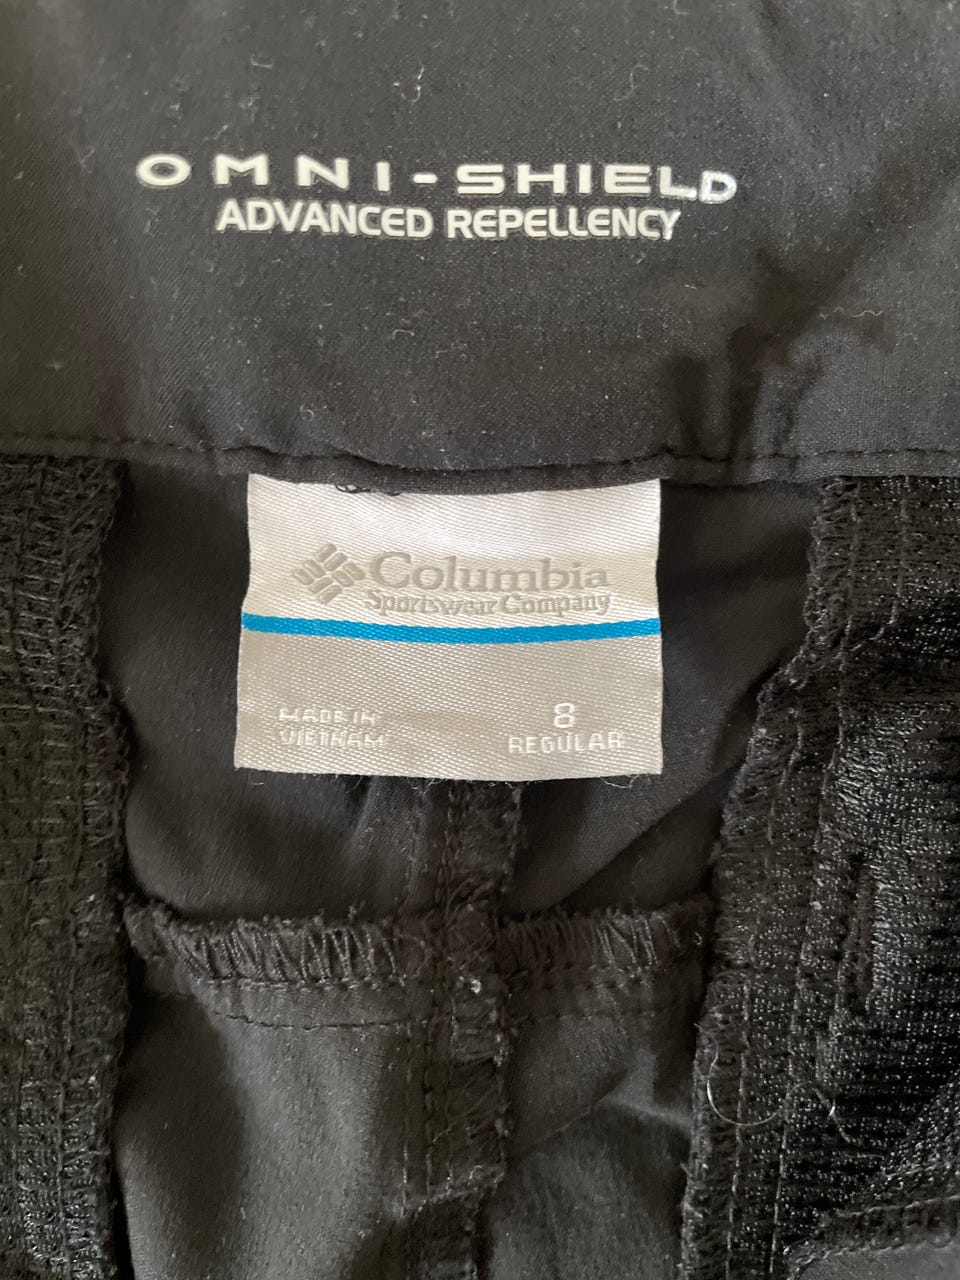 OMNI-SHIELD
ADVANCED REPELLENCY
Columbia
Sportswear Company
MADE IN
VIETNAM
8
REGULAR